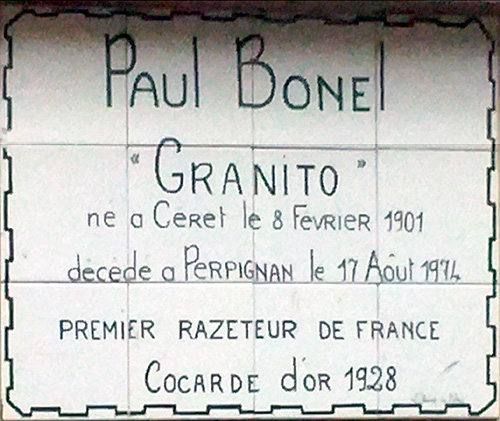 Paul Bonel
"GRANITO"
ne a Ceret le 8 Fevrier 1901
décédé a Perpignan le 17 Août 1974
PREMIER RAZETEUR DE FRANCE
Cocarde d'or 1928